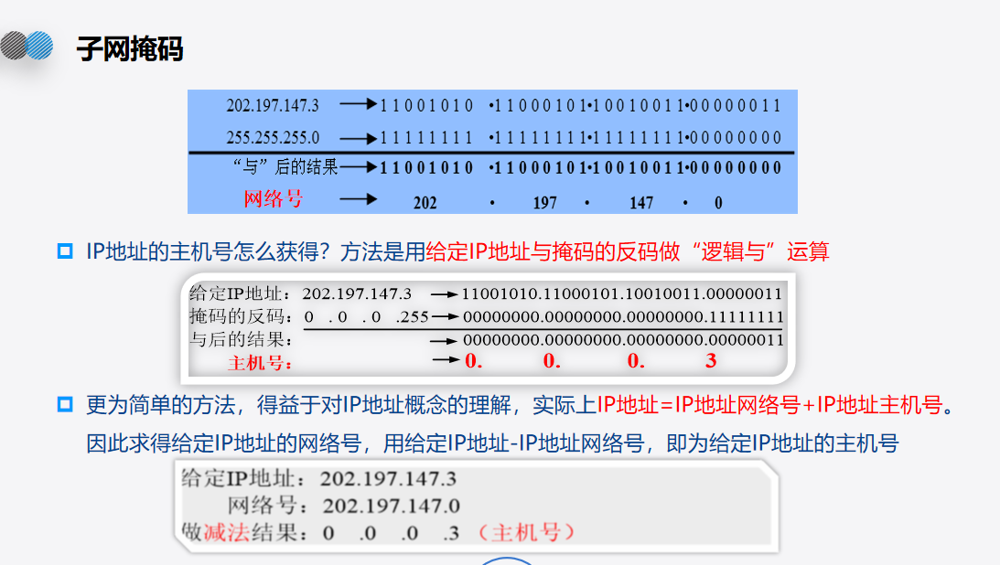 子网掩码
202.197.147.3 →11001010 ·11000101·10010011·00000011
255.255.255.0 →11111111 ·11111111·11111111·00000000
“与”后的结果→11001010 ·11000101·10010011·00000000
网络号 → 202 · 197 · 147 · 0
IP地址的主机号怎么获得？方法是用给定IP地址与掩码的反码做“逻辑与”运算
给定IP地址：202.197.147.3 →11001010.11000101.10010011.00000011
掩码的反码：0 .0 .0 .255→00000000.00000000.00000000.11111111
与后的结果： →00000000.00000000.00000000.00000011
主机号： →0. 0. 0. 3
更为简单的方法，得益于对IP地址概念的理解，实际上IP地址=IP地址网络号+IP地址主机号。
因此求得给定IP地址的网络号，用给定IP地址-IP地址网络号，即为给定IP地址的主机号
给定IP地址：202.197.147.3
网络号：202.197.147.0
做减法结果：0 .0 .0 .3（主机号）